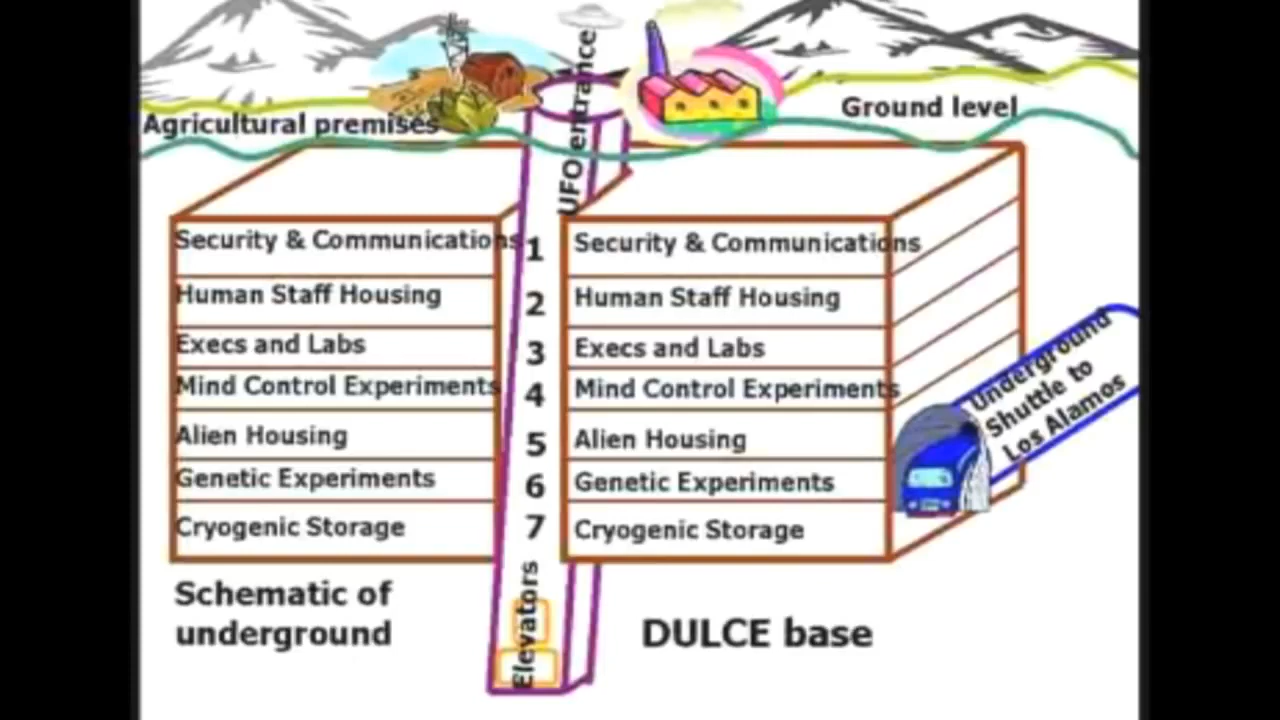 UFO entrance
Agricultural premises
Ground level
Security & Communications
Human Staff Housing
Execs and Labs
Mind Control Experiments
Alien Housing
Genetic Experiments
Cryogenic Storage
1
2
3
4
5
6
7
Security & Communications
Human Staff Housing
Execs and Labs
Mind Control Experiments
Alien Housing
Genetic Experiments
Cryogenic Storage
Underground
Shuttle to
Los Alamos
Elevators
Schematic of
underground
DULCE base